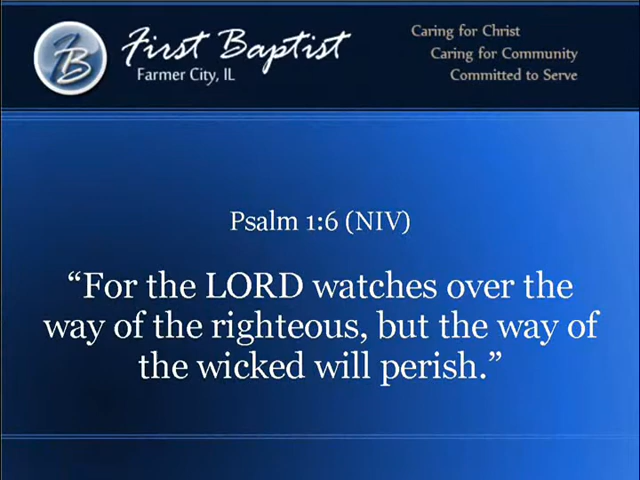 FB
First Baptist
Farmer City, IL
Caring for Christ
Caring for Community
Committed to Serve
Psalm 1:6 (NIV)
“For the LORD watches over the
way of the righteous, but the way of
the wicked will perish.”